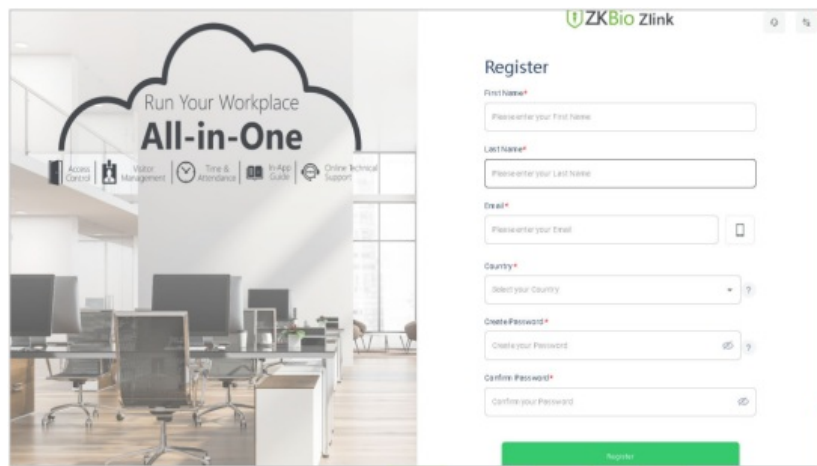 Run Your Workplace
All-in-One
Access Control
Visitor Management
Time & Attendance
In-App Guide
Online Technical Support
ZKBio Zlink
Register
First Name*
Please enter your First Name
Last Name*
Please enter your Last Name
Email*
Please enter your Email
Country*
Select your Country
?
Create Password*
Create your Password
?
Confirm Password*
Confirm your Password
Register